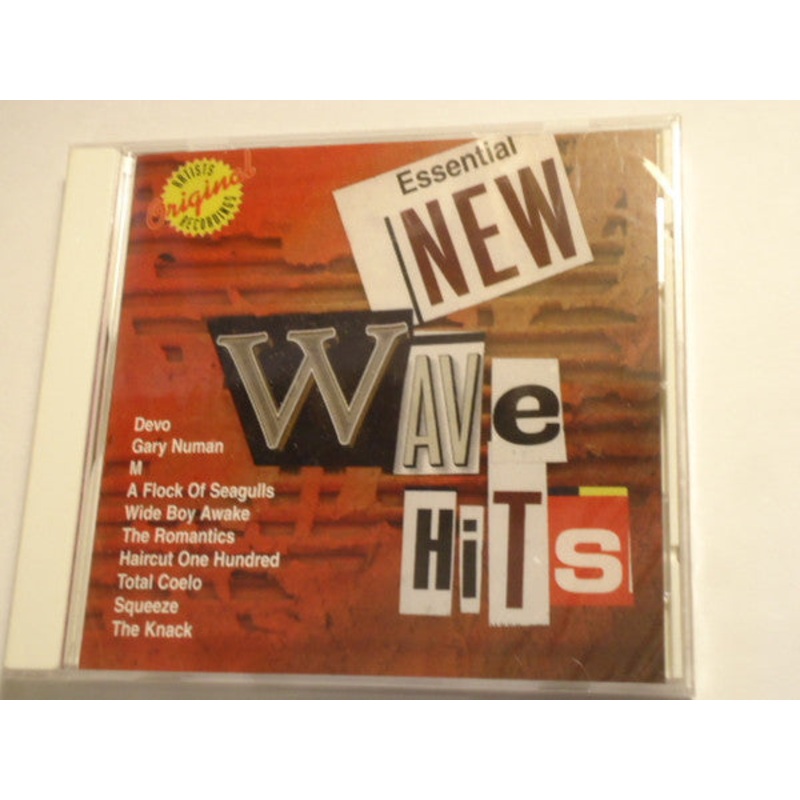 ARTISTS
Original
RECORDINGS
Essential
NEW
WAVe
HiTS
Devo
Gary Numan
M
A Flock Of Seagulls
Wide Boy Awake
The Romantics
Haircut One Hundred
Total Coelo
Squeeze
The Knack